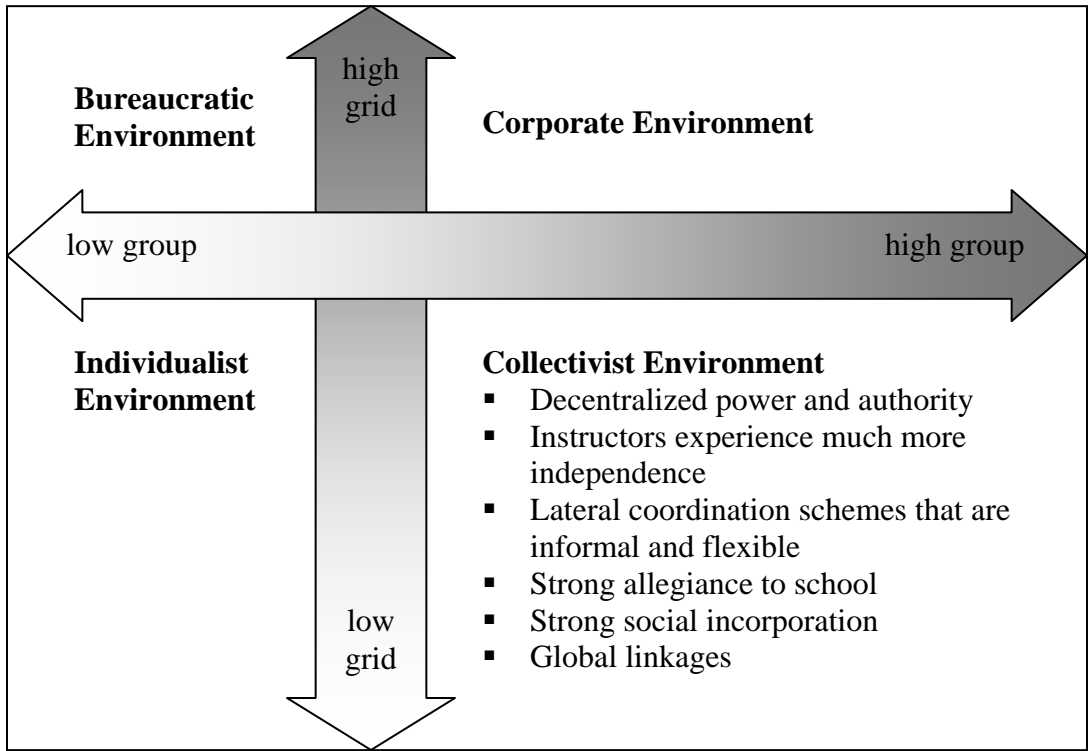 high
grid
Bureaucratic
Environment
Corporate Environment
low group
high group
Individualist
Environment
Collectivist Environment
▪ Decentralized power and authority
▪ Instructors experience much more
independence
▪ Lateral coordination schemes that are
informal and flexible
▪ Strong allegiance to school
▪ Strong social incorporation
▪ Global linkages
low
grid